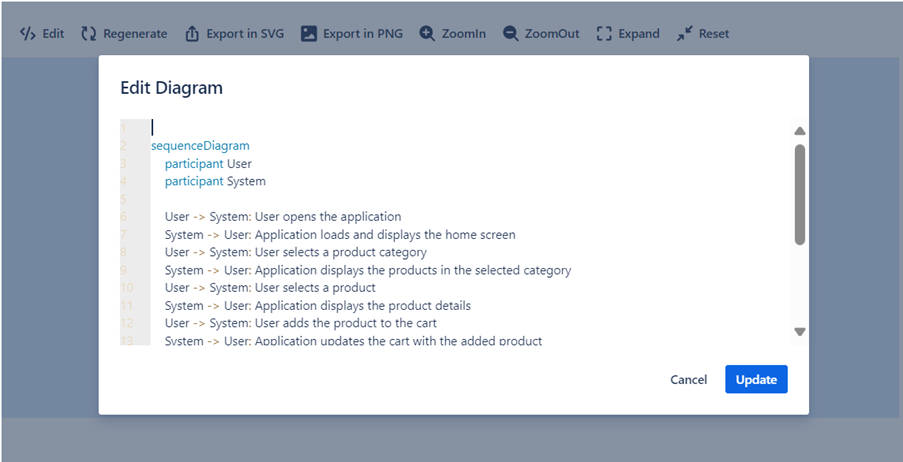 Edit Regenerate Export in SVG Export in PNG ZoomIn ZoomOut Expand Reset
Edit Diagram
1
2 sequenceDiagram
3 participant User
4 participant System
5
6 User -> System: User opens the application
7 System -> User: Application loads and displays the home screen
8 User -> System: User selects a product category
9 System -> User: Application displays the products in the selected category
10 User -> System: User selects a product
11 System -> User: Application displays the product details
12 User -> System: User adds the product to the cart
13 System -> User: Application updates the cart with the added product
Cancel Update